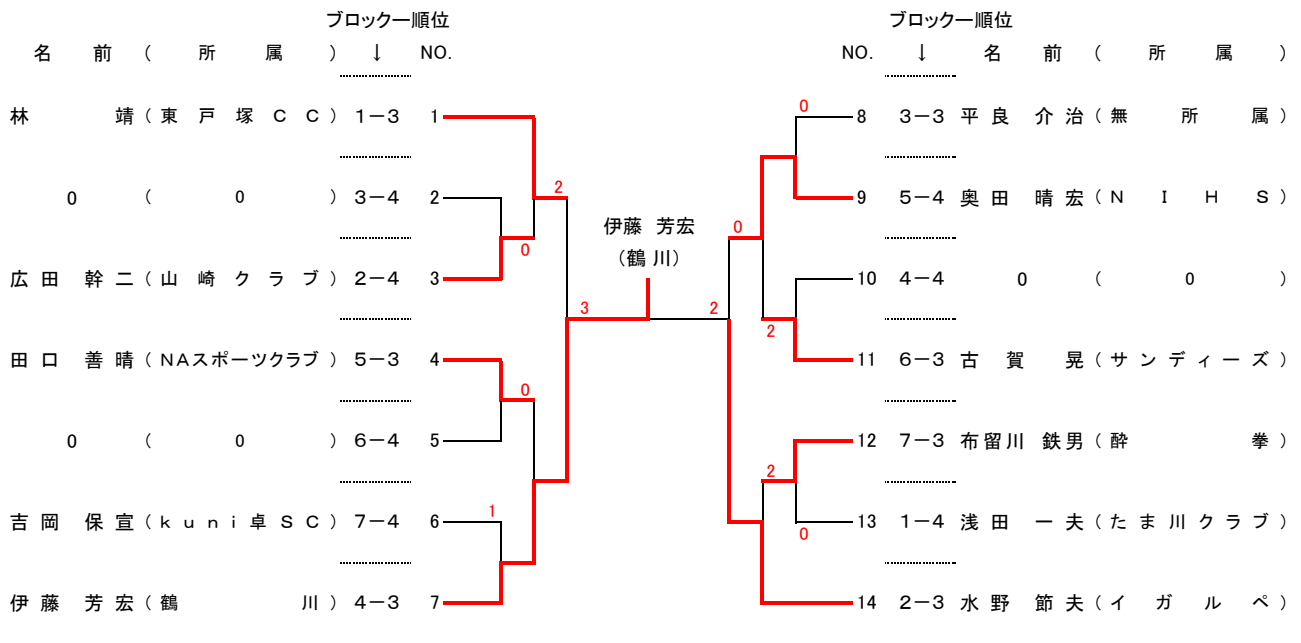 ブロックー順位 ブロックー順位
名 前 ( 所 属 ) ↓ NO. NO. ↓ 名 前 ( 所 属 )
林 靖 ( 東 戸 塚 C C ) 1-3 1 0 8 3-3 平 良 介 治 ( 無 所 属 )
0 ( 0 ) 3-4 2 2 9 5-4 奥 田 晴 宏 ( N I H S )
伊藤 芳宏
0 0
(鶴 川)
広 田 幹 二 ( 山 崎 ク ラ ブ ) 2-4 3 10 4-4 0 ( 0 )
3 2
2
田 口 善 晴 ( NAスポーツクラブ ) 5-3 4 11 6-3 古 賀 晃 ( サ ン デ ィ ー ズ )
0
0 ( 0 ) 6-4 5 12 7-3 布留川 鉄男 ( 酔 拳 )
2
吉 岡 保 宣 ( k u n i 卓 S C ) 7-4 6 1 13 1-4 浅 田 一 夫 ( た ま 川 ク ラ ブ )
0
伊 藤 芳 宏 ( 鶴 川 ) 4-3 7 14 2-3 水 野 節 夫 ( イ ガ ル ペ )